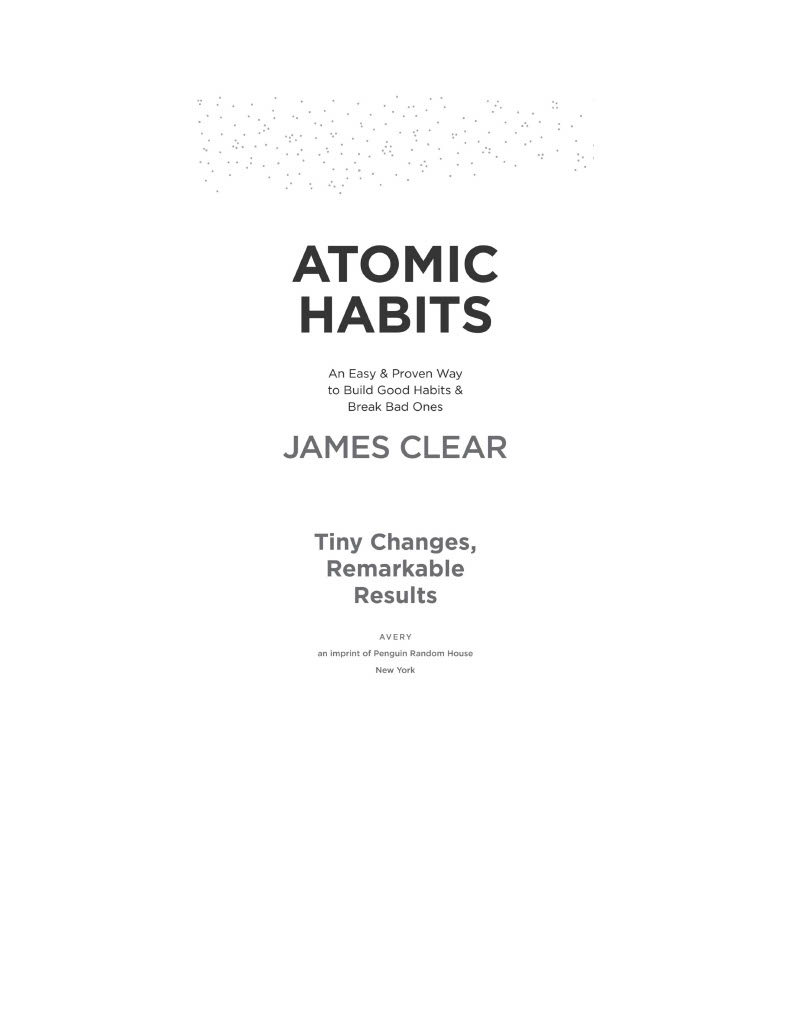 ATOMIC
HABITS
An Easy & Proven Way
to Build Good Habits &
Break Bad Ones
JAMES CLEAR
Tiny Changes,
Remarkable
Results
AVERY
an imprint of Penguin Random House
New York